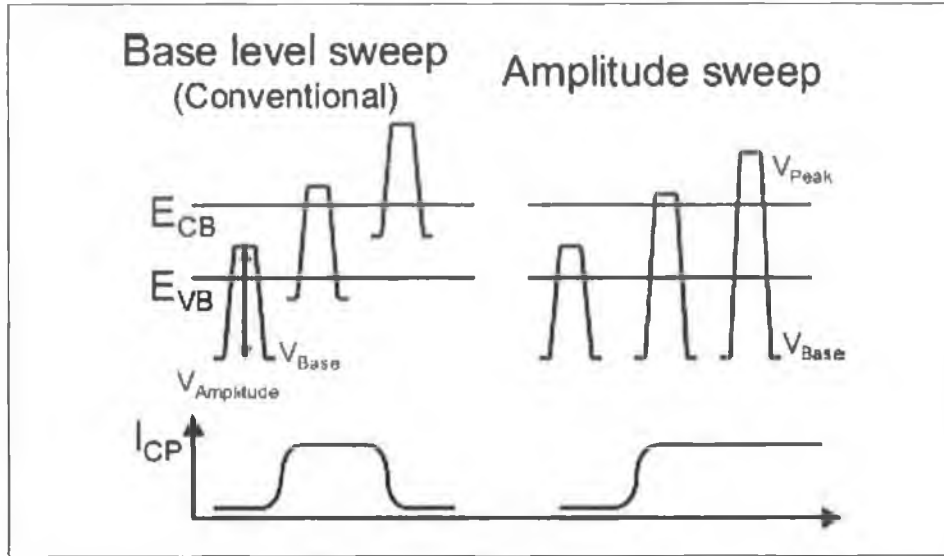 Base level sweep
(Conventional)
Amplitude sweep
V_Peak
E_CB
E_VB
V_Base
V_Base
V_Amplitude
I_CP